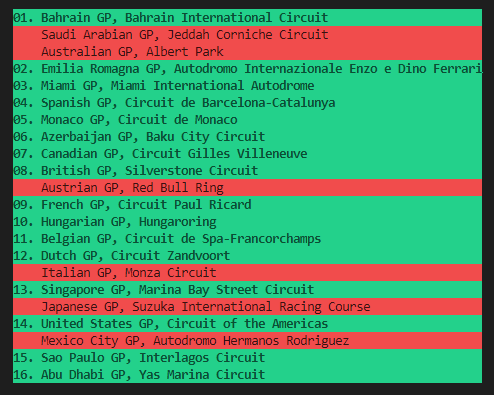 01. Bahrain GP, Bahrain International Circuit
Saudi Arabian GP, Jeddah Corniche Circuit
Australian GP, Albert Park
02. Emilia Romagna GP, Autodromo Internazionale Enzo e Dino Ferrari
03. Miami GP, Miami International Autodrome
04. Spanish GP, Circuit de Barcelona-Catalunya
05. Monaco GP, Circuit de Monaco
06. Azerbaijan GP, Baku City Circuit
07. Canadian GP, Circuit Gilles Villeneuve
08. British GP, Silverstone Circuit
Austrian GP, Red Bull Ring
09. French GP, Circuit Paul Ricard
10. Hungarian GP, Hungaroring
11. Belgian GP, Circuit de Spa-Francorchamps
12. Dutch GP, Circuit Zandvoort
Italian GP, Monza Circuit
13. Singapore GP, Marina Bay Street Circuit
Japanese GP, Suzuka International Racing Course
14. United States GP, Circuit of the Americas
Mexico City GP, Autodromo Hermanos Rodriguez
15. Sao Paulo GP, Interlagos Circuit
16. Abu Dhabi GP, Yas Marina Circuit